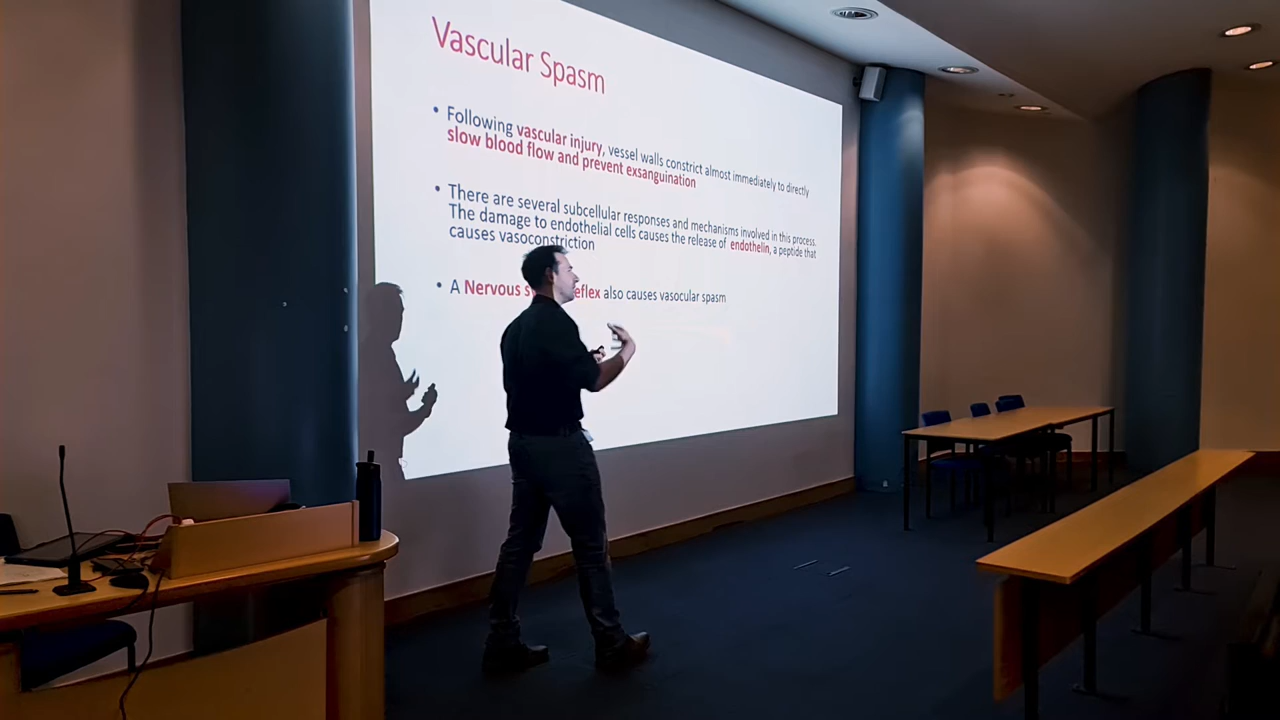 Vascular Spasm
• Following vascular injury, vessel walls constrict almost immediately to directly
slow blood flow and prevent exsanguination
• There are several subcellular responses and mechanisms involved in this process.
The damage to endothelial cells causes the release of endothelin, a peptide that
causes vasoconstriction
• A Nervous eflex also causes vasocular spasm